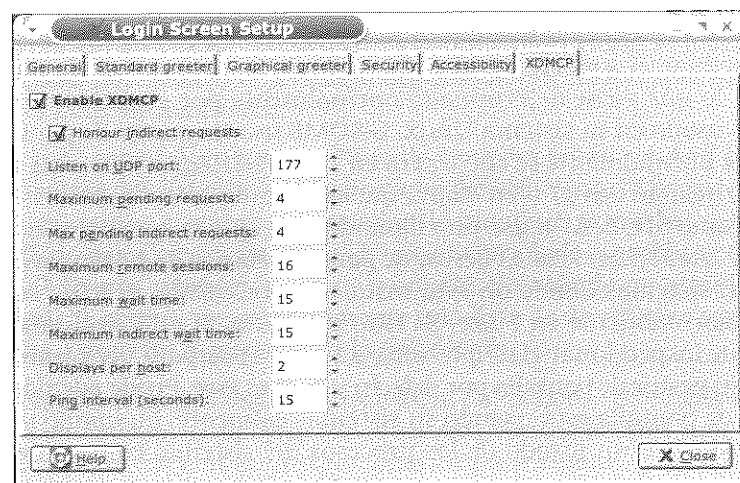 Login Screen Setup
General Standard greeter Graphical greeter Security Accessibility XDMCP
Enable XDMCP
Honour indirect requests
Listen on UDP port: 177
Maximum pending requests: 4
Max pending indirect requests: 4
Maximum remote sessions: 16
Maximum wait time: 15
Maximum indirect wait time: 15
Displays per host: 2
Ping interval (seconds): 15
Help Close